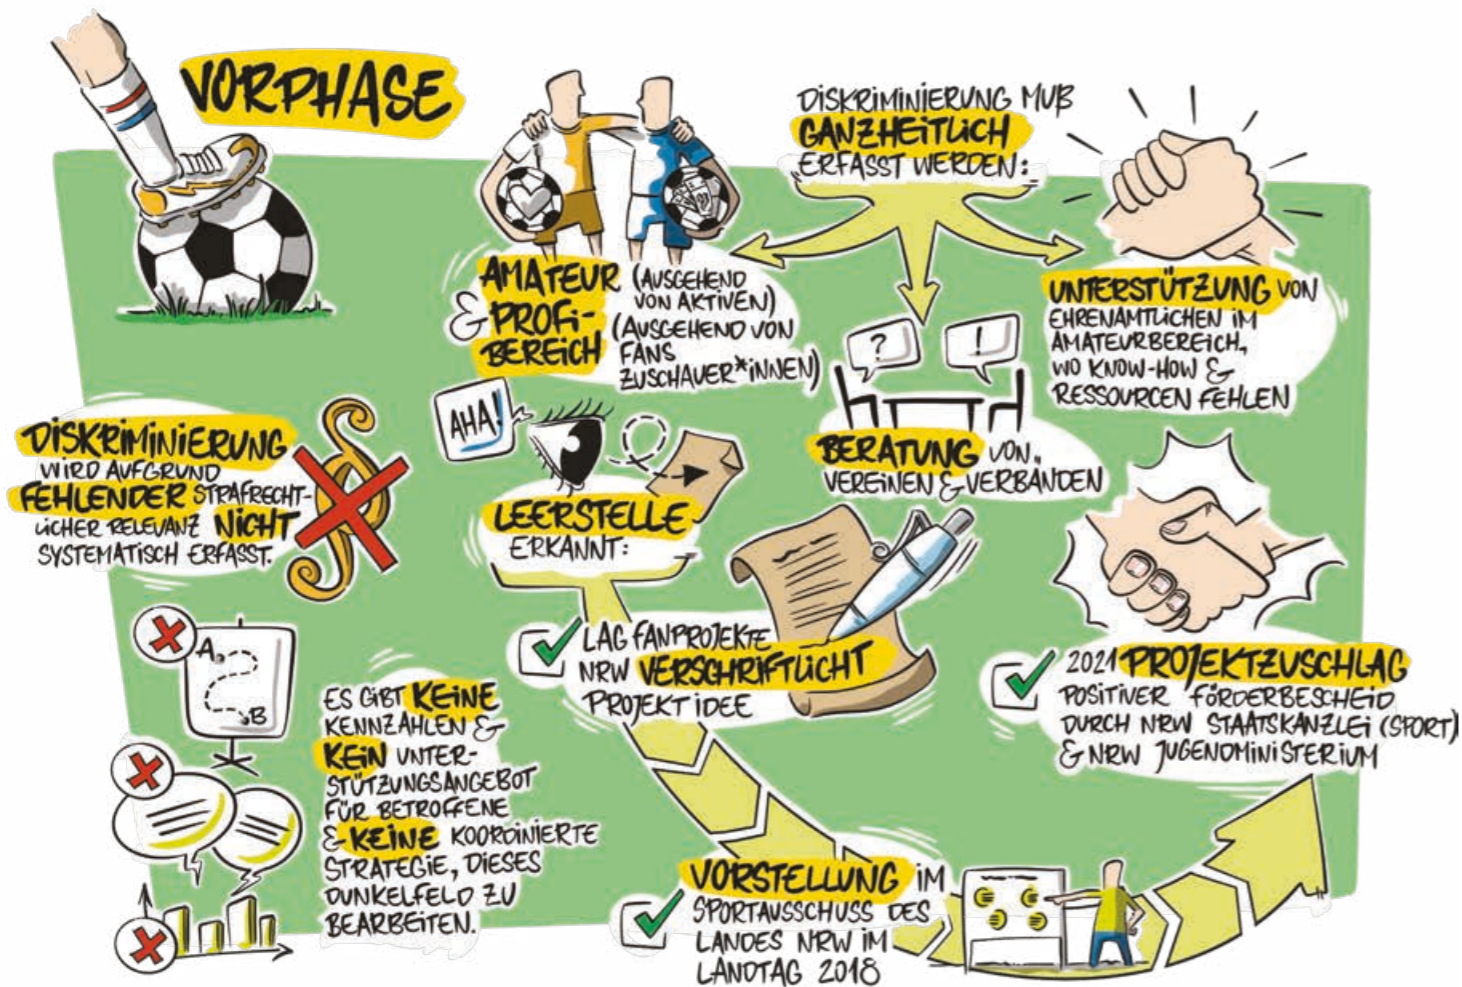 VORPHASE
DISKRIMINIERUNG MUß
GANZHEITLICH
ERFASST WERDEN:
AMATEUR (AUSGEHEND
VON AKTIVEN)
& PROFI-
BEREICH (AUSGEHEND VON
FANS
ZUSCHAUER*INNEN)
?
!
BERATUNG VON
VEREINEN & VERBÄNDEN
UNTERSTÜTZUNG VON
EHRENAMTLICHEN IM
AMATEURBEREICH,
WO KNOW-HOW &
RESSOURCEN FEHLEN
DISKRIMINIERUNG
WIRD AUFGRUND
FEHLENDER STRAFRECHT-
LICHER RELEVANZ NICHT
SYSTEMATISCH ERFASST.
§
A
B
ES GIBT KEINE
KENNZAHLEN &
KEIN UNTER-
STÜTZUNGSANGEBOT
FÜR BETROFFENE
& KEINE KOORDINIERTE
STRATEGIE, DIESES
DUNKELFELD ZU
BEARBEITEN.
AHA!
LEERSTELLE
ERKANNT:
LAG FANPROJEKTE
NRW VERSCHRIFTLICHT
PROJEKT IDEE
VORSTELLUNG IM
SPORTAUSSCHUSS DES
LANDES NRW IM
LANDTAG 2018
2021 PROJEKTZUSCHLAG
POSITIVER FÖRDERBESCHEID
DURCH NRW STAATSKANZLEI (SPORT)
& NRW JUGENDMINISTERIUM